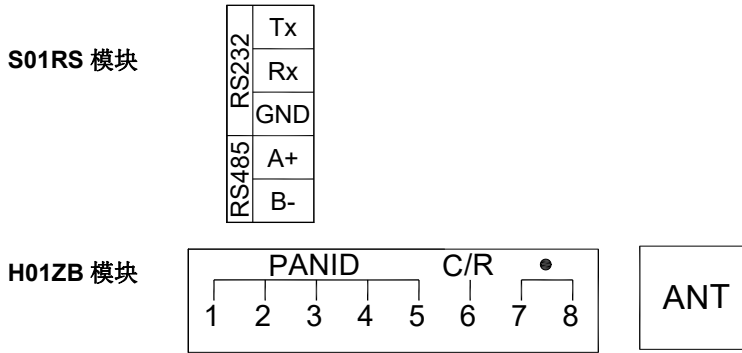 S01RS 模块
RS232
Tx
Rx
GND
RS485
A+
B-
H01ZB 模块
PANID C/R
1 2 3 4 5 6 7 8
ANT